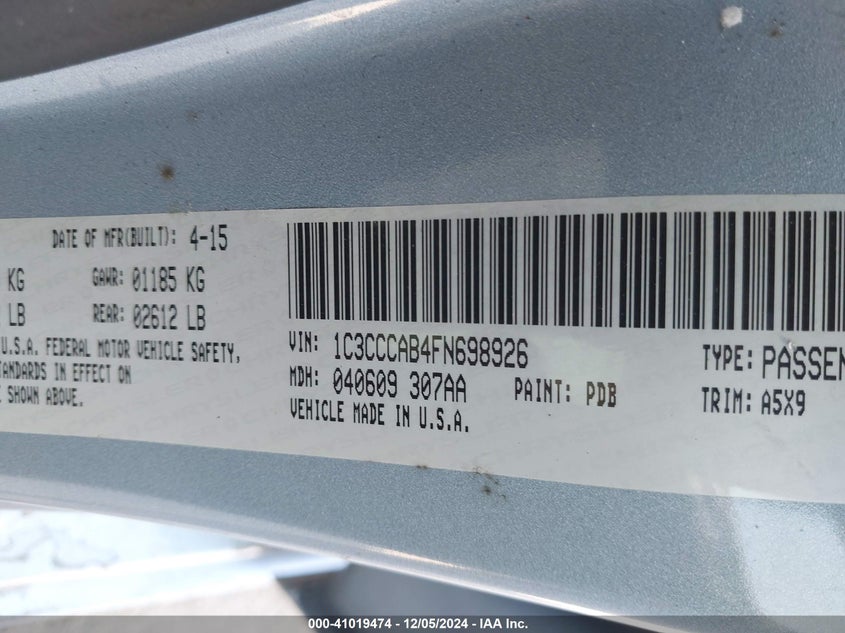 DATE OF MFR(BUILT): 4-15
KG GAWR: 01185 KG
LB REAR: 02612 LB
U.S.A. FEDERAL MOTOR VEHICLE SAFETY,
STANDARDS IN EFFECT ON
SHOWN ABOVE.
VIN: 1C3CCCAB4FN698926
MDH: 040609 307AA PAINT: PDB
VEHICLE MADE IN U.S.A.
TYPE: PASSEN
TRIM: A5X9
000-41019474 - 12/05/2024 - IAA Inc.